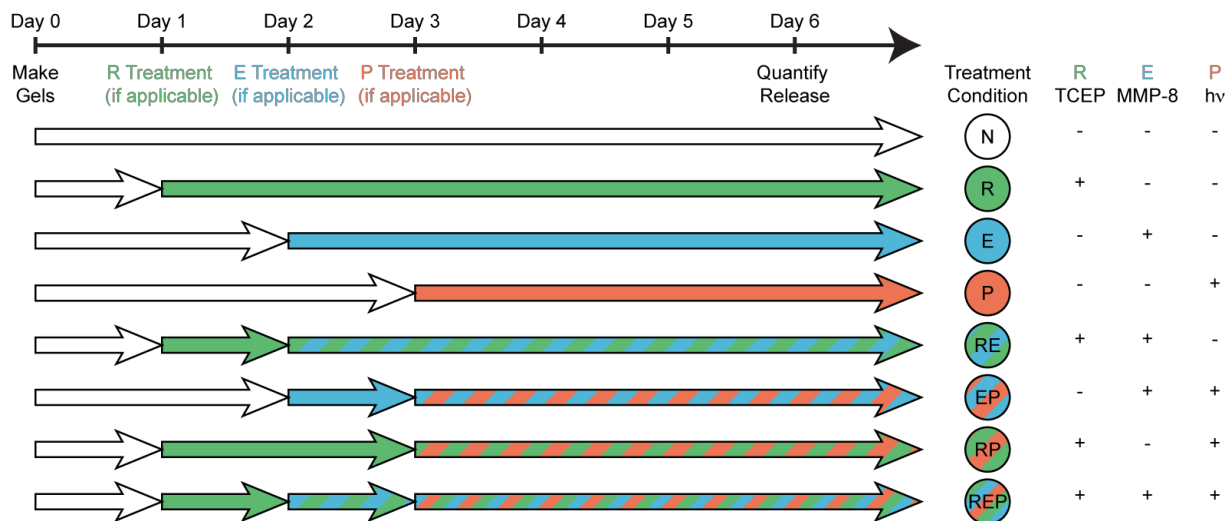 Day 0 Day 1 Day 2 Day 3 Day 4 Day 5 Day 6
Make R Treatment E Treatment P Treatment Quantify Treatment R E P
Gels (if applicable) (if applicable) (if applicable) Release Condition TCEP MMP-8 hν
N - - -
R + - -
E - + -
P - - +
RE + + -
EP - + +
RP + - +
REP + + +